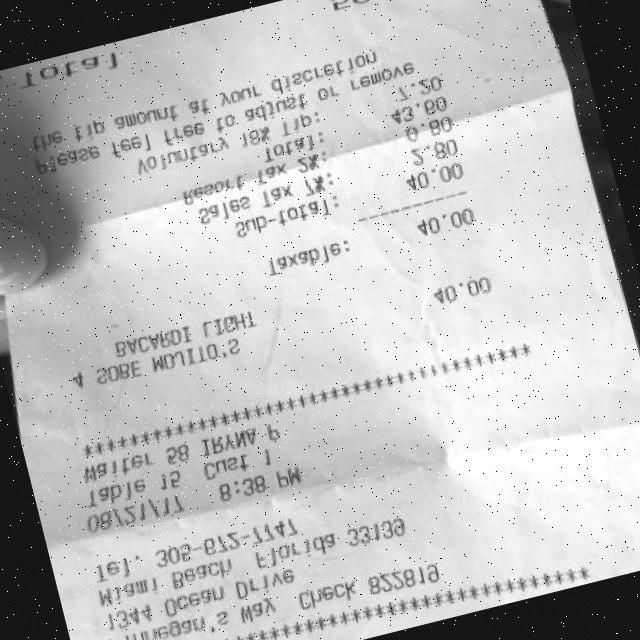 ****************************************
Finnegan's Way Check 822819
1344 Ocean Drive
Miami Beach Florida 33139
Tel. 305-672-7747
08/21/17 8:38 PM
Table 15 Cust 1
Waiter 58 IRYNA P
****************************************
4 SOBE MOJITO'S 40.00
BACARDI LIGHT
Taxable: 40.00
--------------
Sub-total: 40.00
Sales Tax 7%: 2.80
Resort Tax 2%: 0.80
Total: 43.60
Voluntary 18% Tip: 7.20
Please feel free to adjust or remove
the tip amount at your discretion
Total